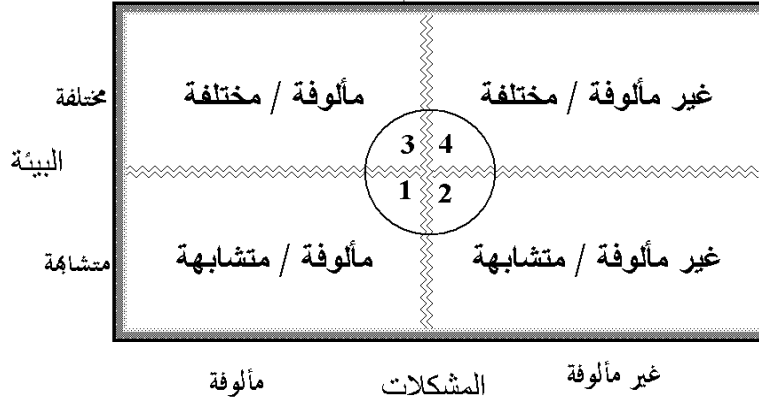 مختلفة
مألوفة / مختلفة
غير مألوفة / مختلفة
3
4
البيئة
1
2
متشابهة
مألوفة / متشابهة
غير مألوفة / متشابهة
مألوفة
المشكلات
غير مألوفة